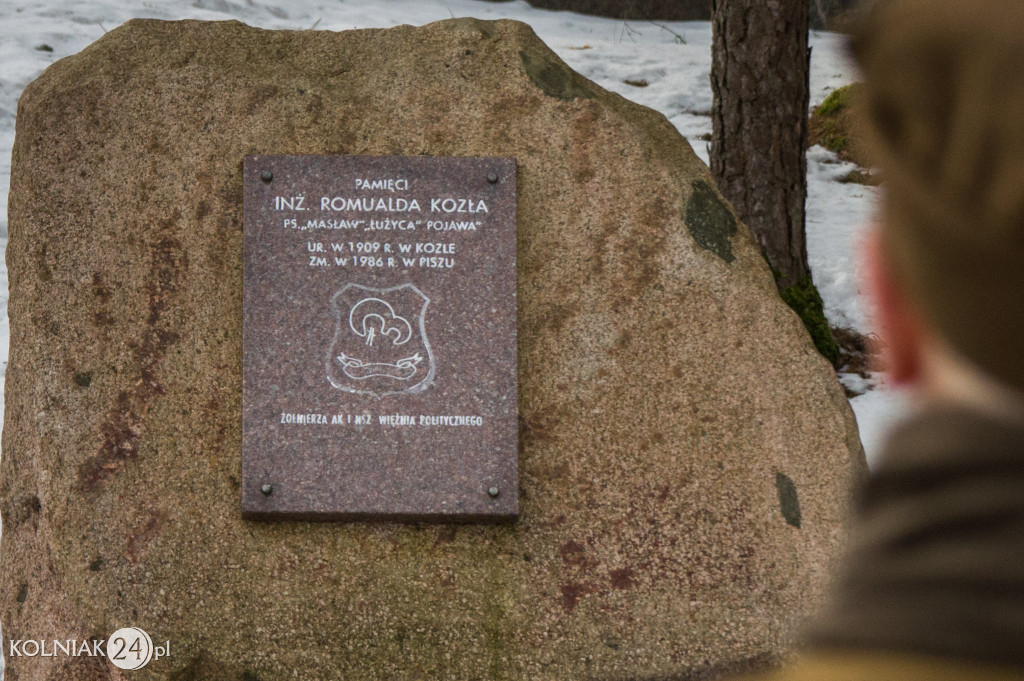 PAMIĘCI
INŻ. ROMUALDA KOZŁA
PS. „MASŁAW" „ŁUŻYCA" POJAWA"
UR. W 1909 R. W KOZLE
ZM. W 1986 R. W PISZU
ŻOŁNIERZA AK I NSZ WIĘŹNIA POLITYCZNEGO
KOLNIAK24.pl